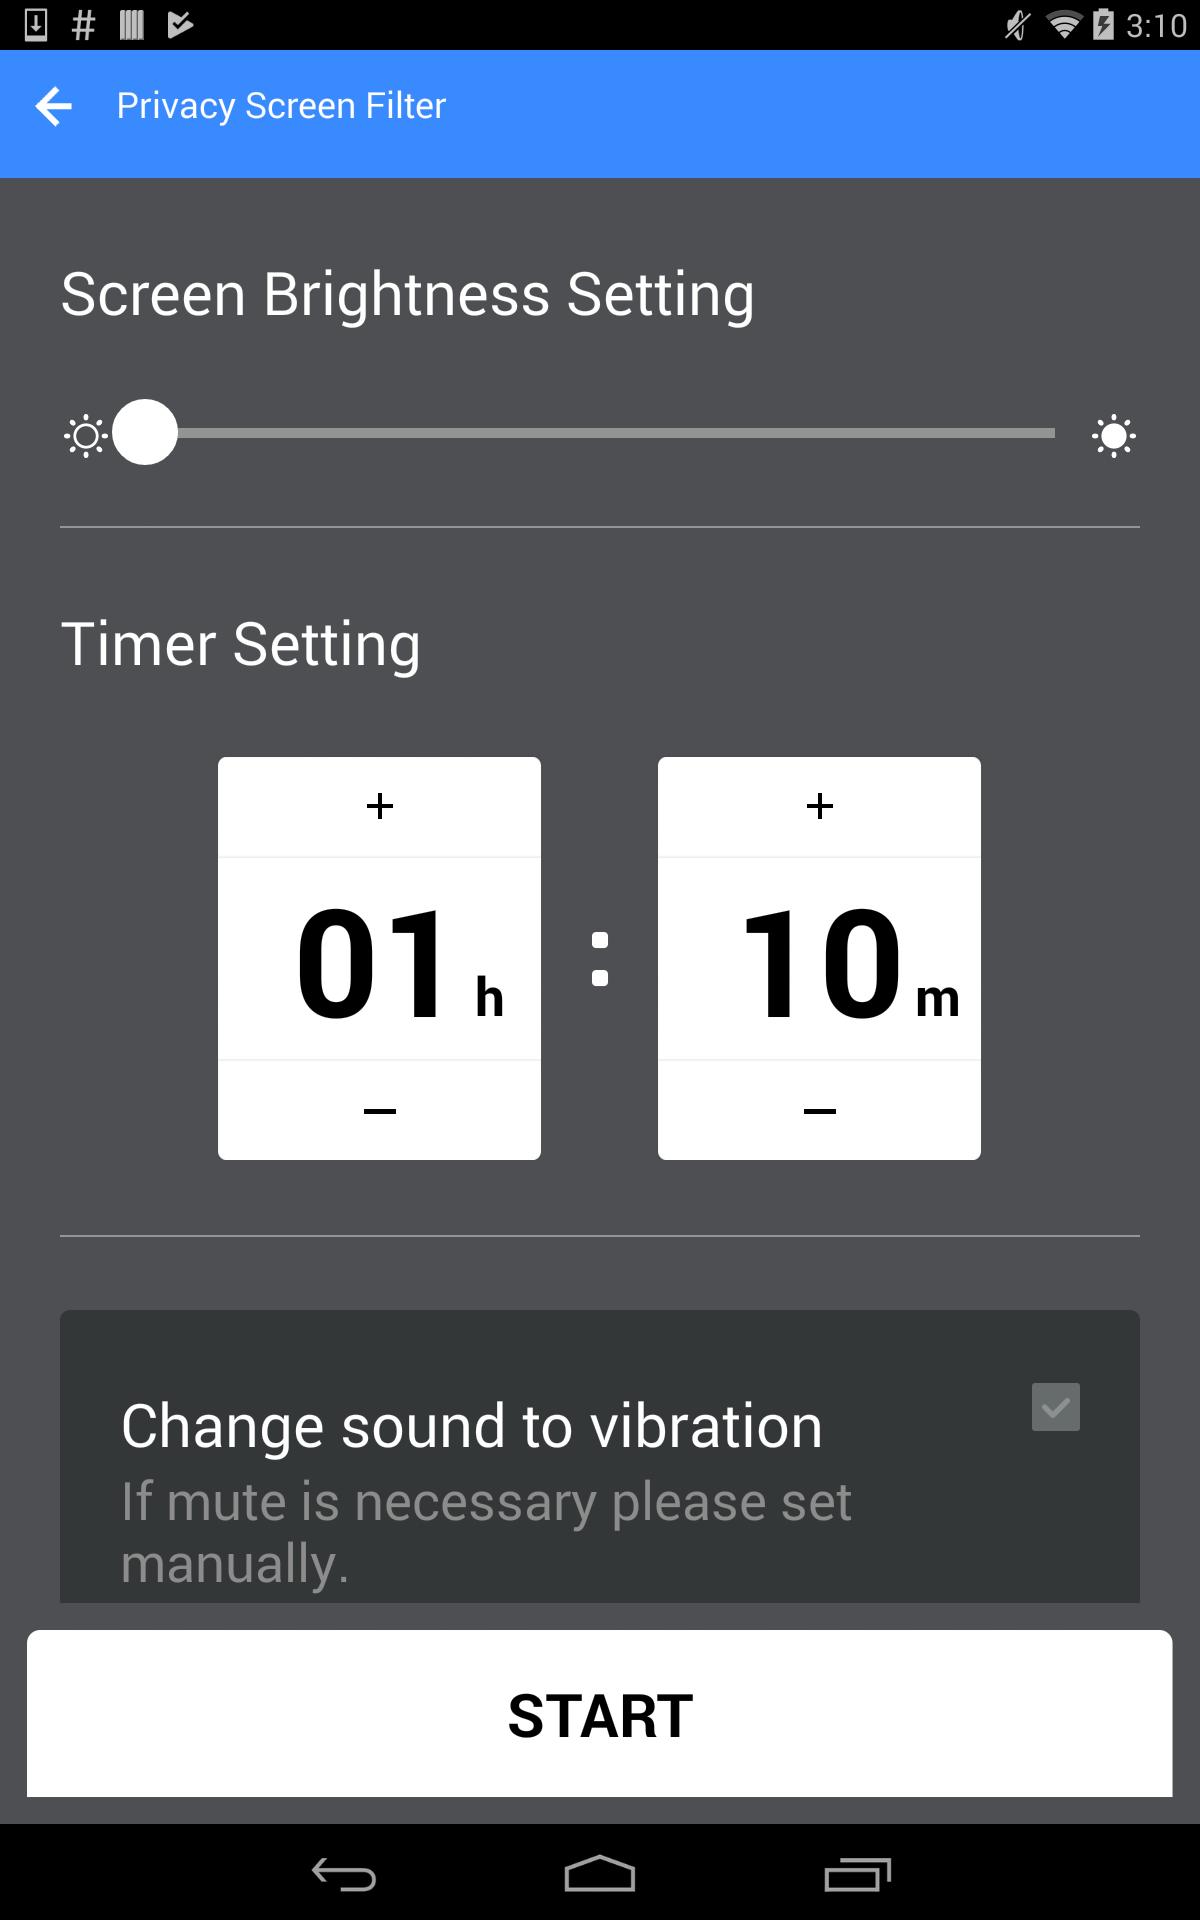 3:10
Privacy Screen Filter
Screen Brightness Setting
Timer Setting
+ +
01 h : 10 m
— —
Change sound to vibration
If mute is necessary please set
manually.
START